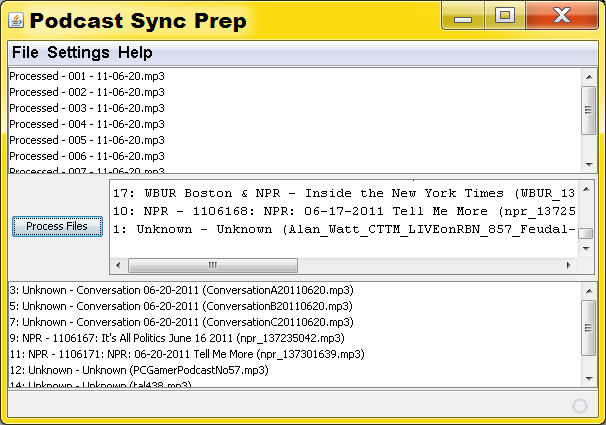 Podcast Sync Prep
File Settings Help
Processed - 001 - 11-06-20.mp3
Processed - 002 - 11-06-20.mp3
Processed - 003 - 11-06-20.mp3
Processed - 004 - 11-06-20.mp3
Processed - 005 - 11-06-20.mp3
Processed - 006 - 11-06-20.mp3
Processed - 007 - 11-06-20.mp3
Process Files
17: WBUR Boston & NPR - Inside the New York Times (WBUR_13
10: NPR - 1106168: NPR: 06-17-2011 Tell Me More (npr_13725
1: Unknown - Unknown (Alan_Watt_CTTM_LIVEonRBN_857_Feudal-
3: Unknown - Conversation 06-20-2011 (ConversationA20110620.mp3)
5: Unknown - Conversation 06-20-2011 (ConversationB20110620.mp3)
7: Unknown - Conversation 06-20-2011 (ConversationC20110620.mp3)
9: NPR - 1106167: It's All Politics June 16 2011 (npr_137235042.mp3)
11: NPR - 1106171: NPR: 06-20-2011 Tell Me More (npr_137301639.mp3)
12: Unknown - Unknown (PCGamerPodcastNo57.mp3)
14: Unknown - Unknown (tal438.mp3)